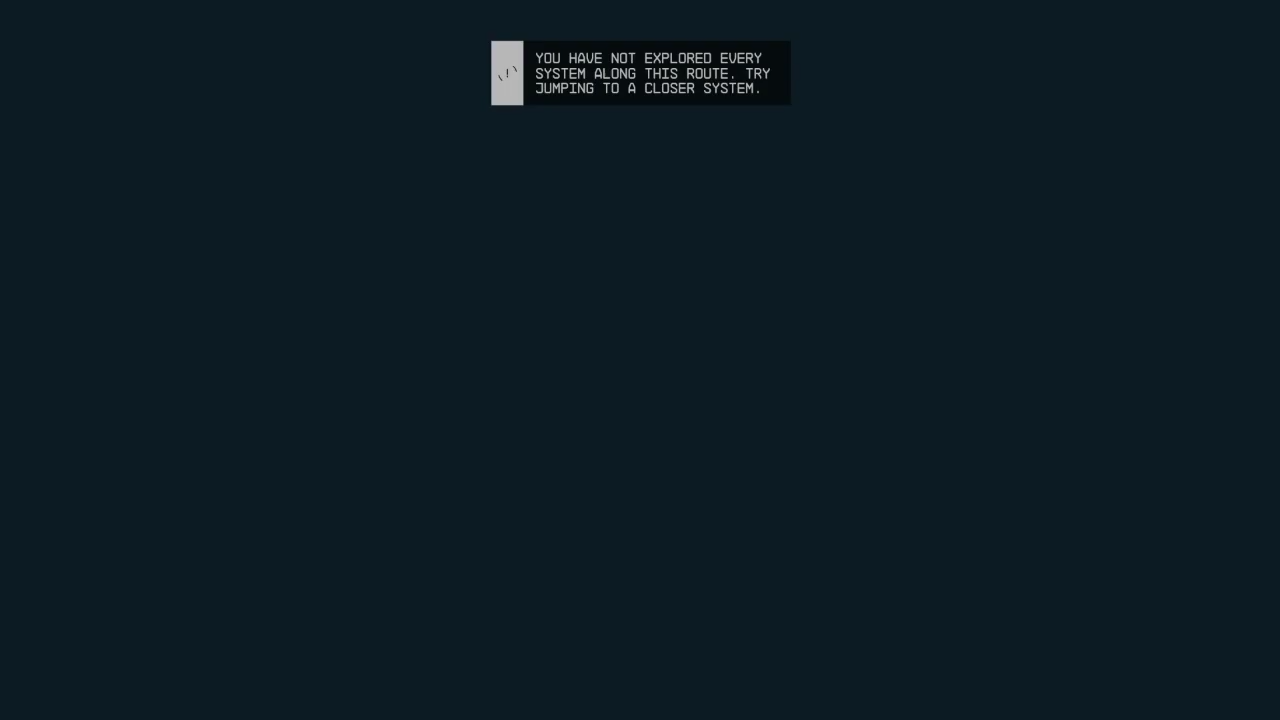 YOU HAVE NOT EXPLORED EVERY
SYSTEM ALONG THIS ROUTE. TRY
JUMPING TO A CLOSER SYSTEM.